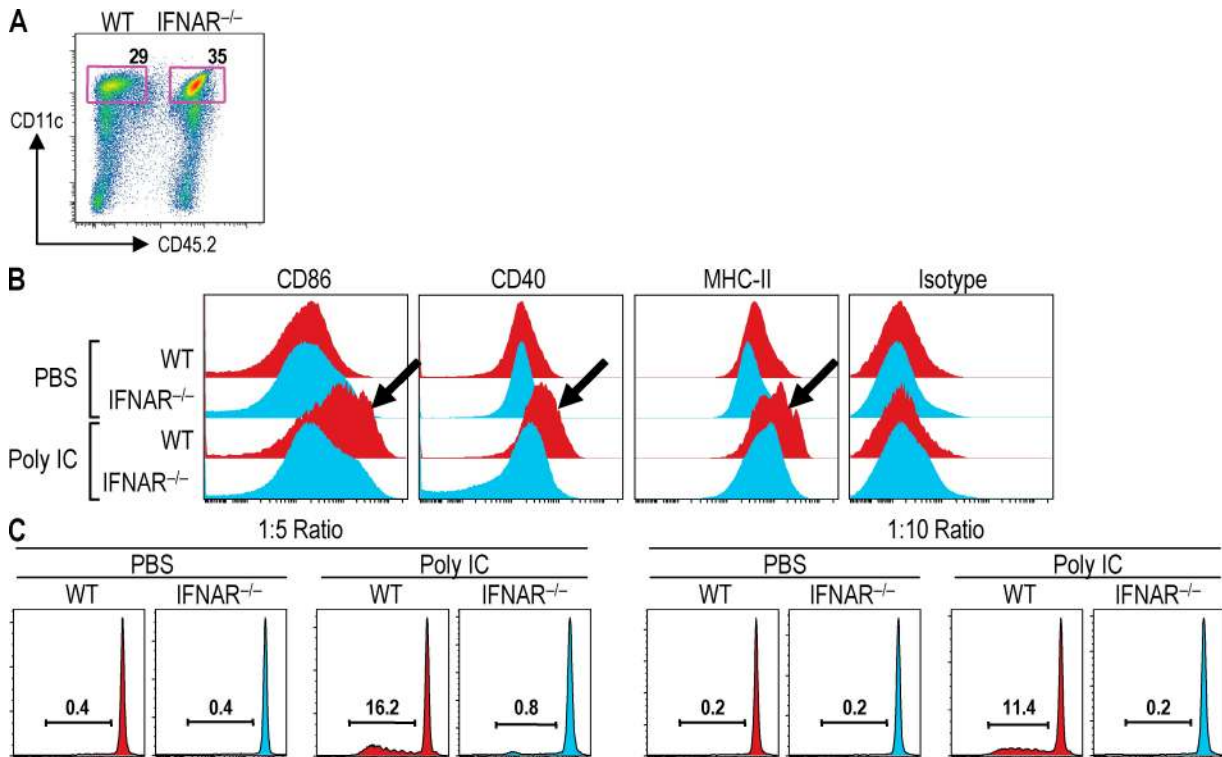 A
WT IFNAR–/–
29 35
CD11c
CD45.2
B
CD86 CD40 MHC-II Isotype
PBS
WT
IFNAR–/–
Poly IC
WT
IFNAR–/–
C
1:5 Ratio 1:10 Ratio
PBS Poly IC PBS Poly IC
WT IFNAR–/– WT IFNAR–/– WT IFNAR–/– WT IFNAR–/–
0.4 0.4 16.2 0.8 0.2 0.2 11.4 0.2